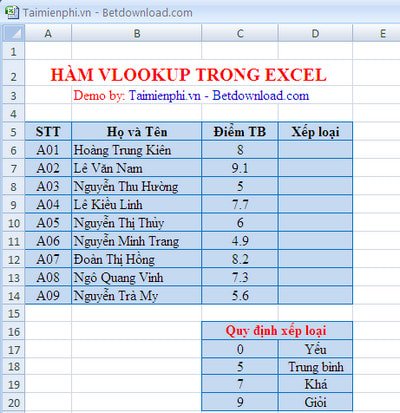 Taimienphi.vn - Betdownload.com
A B C D E
1
2 HÀM VLOOKUP TRONG EXCEL
3 Demo by: Taimienphi.vn - Betdownload.com
4
5 STT Họ và Tên Điểm TB Xếp loại
6 A01 Hoàng Trung Kiên 8
7 A02 Lê Văn Nam 9.1
8 A03 Nguyễn Thu Hường 5
9 A04 Lê Kiều Linh 7.7
10 A05 Nguyễn Thị Thủy 6
11 A06 Nguyễn Minh Trang 4.9
12 A07 Đoàn Thị Hồng 8.2
13 A08 Ngô Quang Vinh 7.3
14 A09 Nguyễn Trà My 5.6
15
16 Quy định xếp loại
17 0 Yếu
18 5 Trung bình
19 7 Khá
20 9 Giỏi